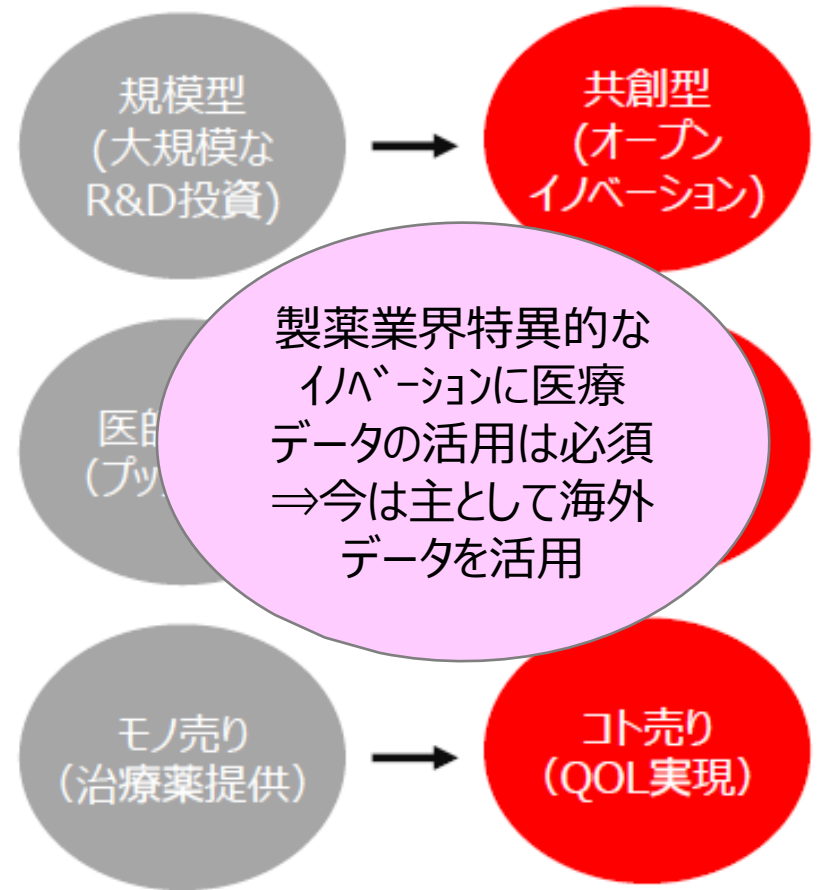 規模型
(大規模な
R&D投資)
共創型
(オープン
イノベーション)
製薬業界特異的な
ｲﾉﾍﾞｰｼｮﾝに医療
データの活用は必須
⇒今は主として海外
データを活用
(プッ
モノ売り
（治療薬提供）
コト売り
（QOL実現）